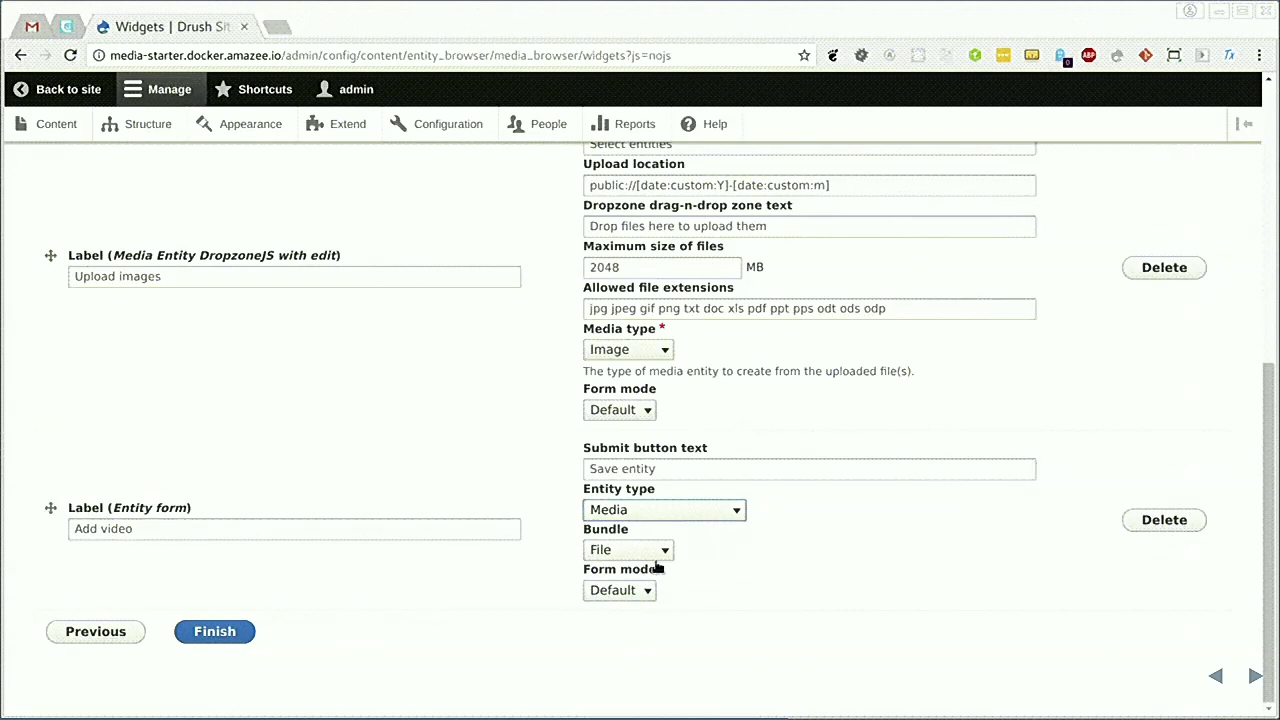 Widgets | Drush Sit
media-starter.docker.amazee.io/admin/config/content/entity_browser/media_browser/widgets?js=nojs
ABP
0
Tx
Back to site
Manage
Shortcuts
admin
Content
Structure
Appearance
Extend
Configuration
People
Reports
Help
Select entities
Upload location
public://[date:custom:Y]-[date:custom:m]
Dropzone drag-n-drop zone text
Drop files here to upload them
Maximum size of files
2048 MB
Label (Media Entity DropzoneJS with edit)
Upload images
Delete
Allowed file extensions
jpg jpeg gif png txt doc xls pdf ppt pps odt ods odp
Media type *
Image
The type of media entity to create from the uploaded file(s).
Form mode
Default
Submit button text
Save entity
Entity type
Media
Label (Entity form)
Add video
Delete
Bundle
File
Form mode
Default
Previous
Finish